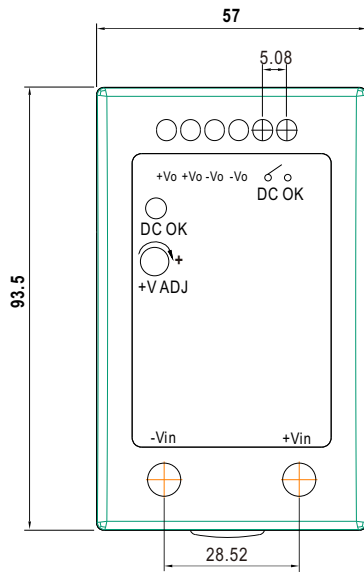 57
5.08
+Vo +Vo -Vo -Vo
DC OK
DC OK
+
+V ADJ
93.5
-Vin +Vin
28.52